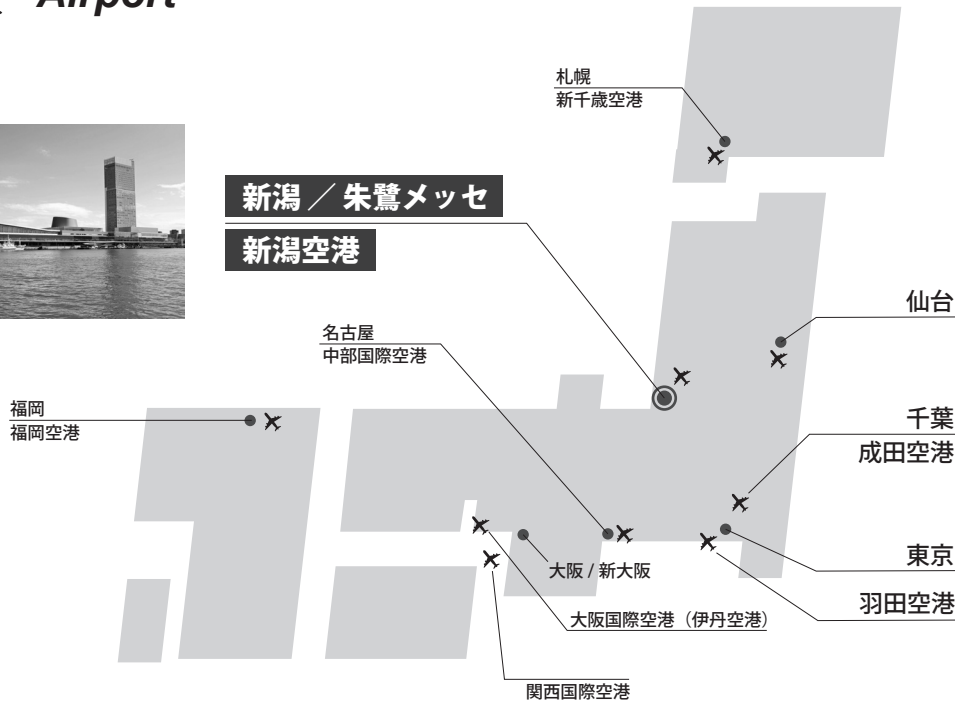 Airport
札幌
新千歳空港
新潟 ／ 朱鷺メッセ
新潟空港
仙台
名古屋
中部国際空港
福岡
福岡空港
千葉
成田空港
東京
大阪 / 新大阪
羽田空港
大阪国際空港（伊丹空港）
関西国際空港